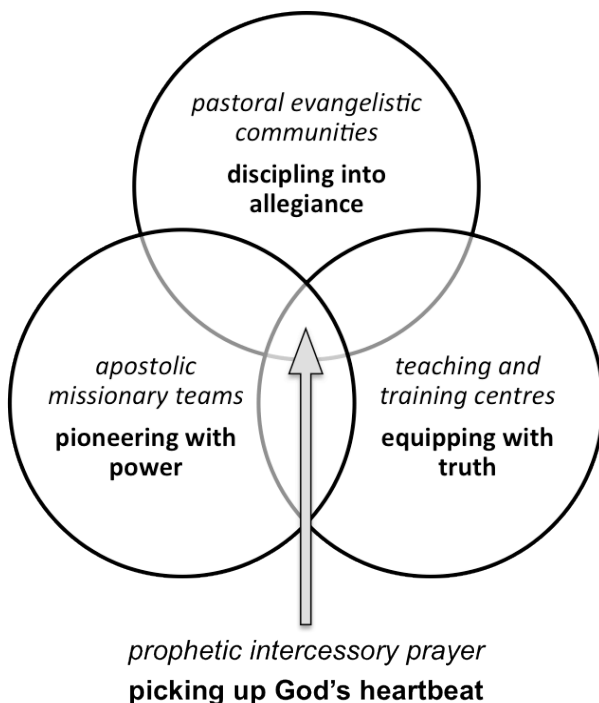 pastoral evangelistic
communities
discipling into
allegiance
apostolic
missionary teams
pioneering with
power
teaching and
training centres
equipping with
truth
prophetic intercessory prayer
picking up God’s heartbeat